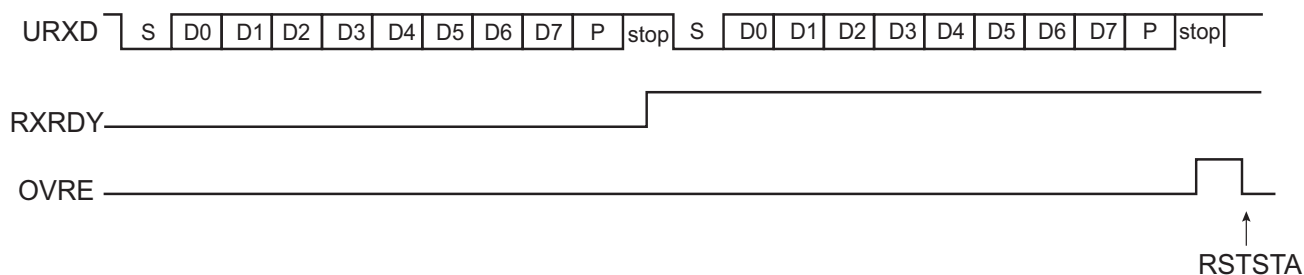 URXD S D0 D1 D2 D3 D4 D5 D6 D7 P stop S D0 D1 D2 D3 D4 D5 D6 D7 P stop
RXRDY
OVRE
RSTSTA